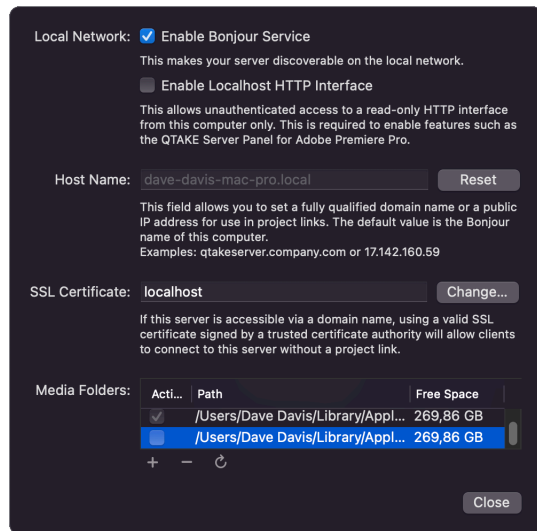 Local Network: Enable Bonjour Service
This makes your server discoverable on the local network.
Enable Localhost HTTP Interface
This allows unauthenticated access to a read-only HTTP interface
from this computer only. This is required to enable features such as
the QTAKE Server Panel for Adobe Premiere Pro.
Host Name: dave-davis-mac-pro.local Reset
This field allows you to set a fully qualified domain name or a public
IP address for use in project links. The default value is the Bonjour
name of this computer.
Examples: qtakeserver.company.com or 17.142.160.59
SSL Certificate: localhost Change...
If this server is accessible via a domain name, using a valid SSL
certificate signed by a trusted certificate authority will allow clients
to connect to this server without a project link.
Media Folders: Acti... Path Free Space
/Users/Dave Davis/Library/Appl... 269,86 GB
/Users/Dave Davis/Library/Appl... 269,86 GB
Close